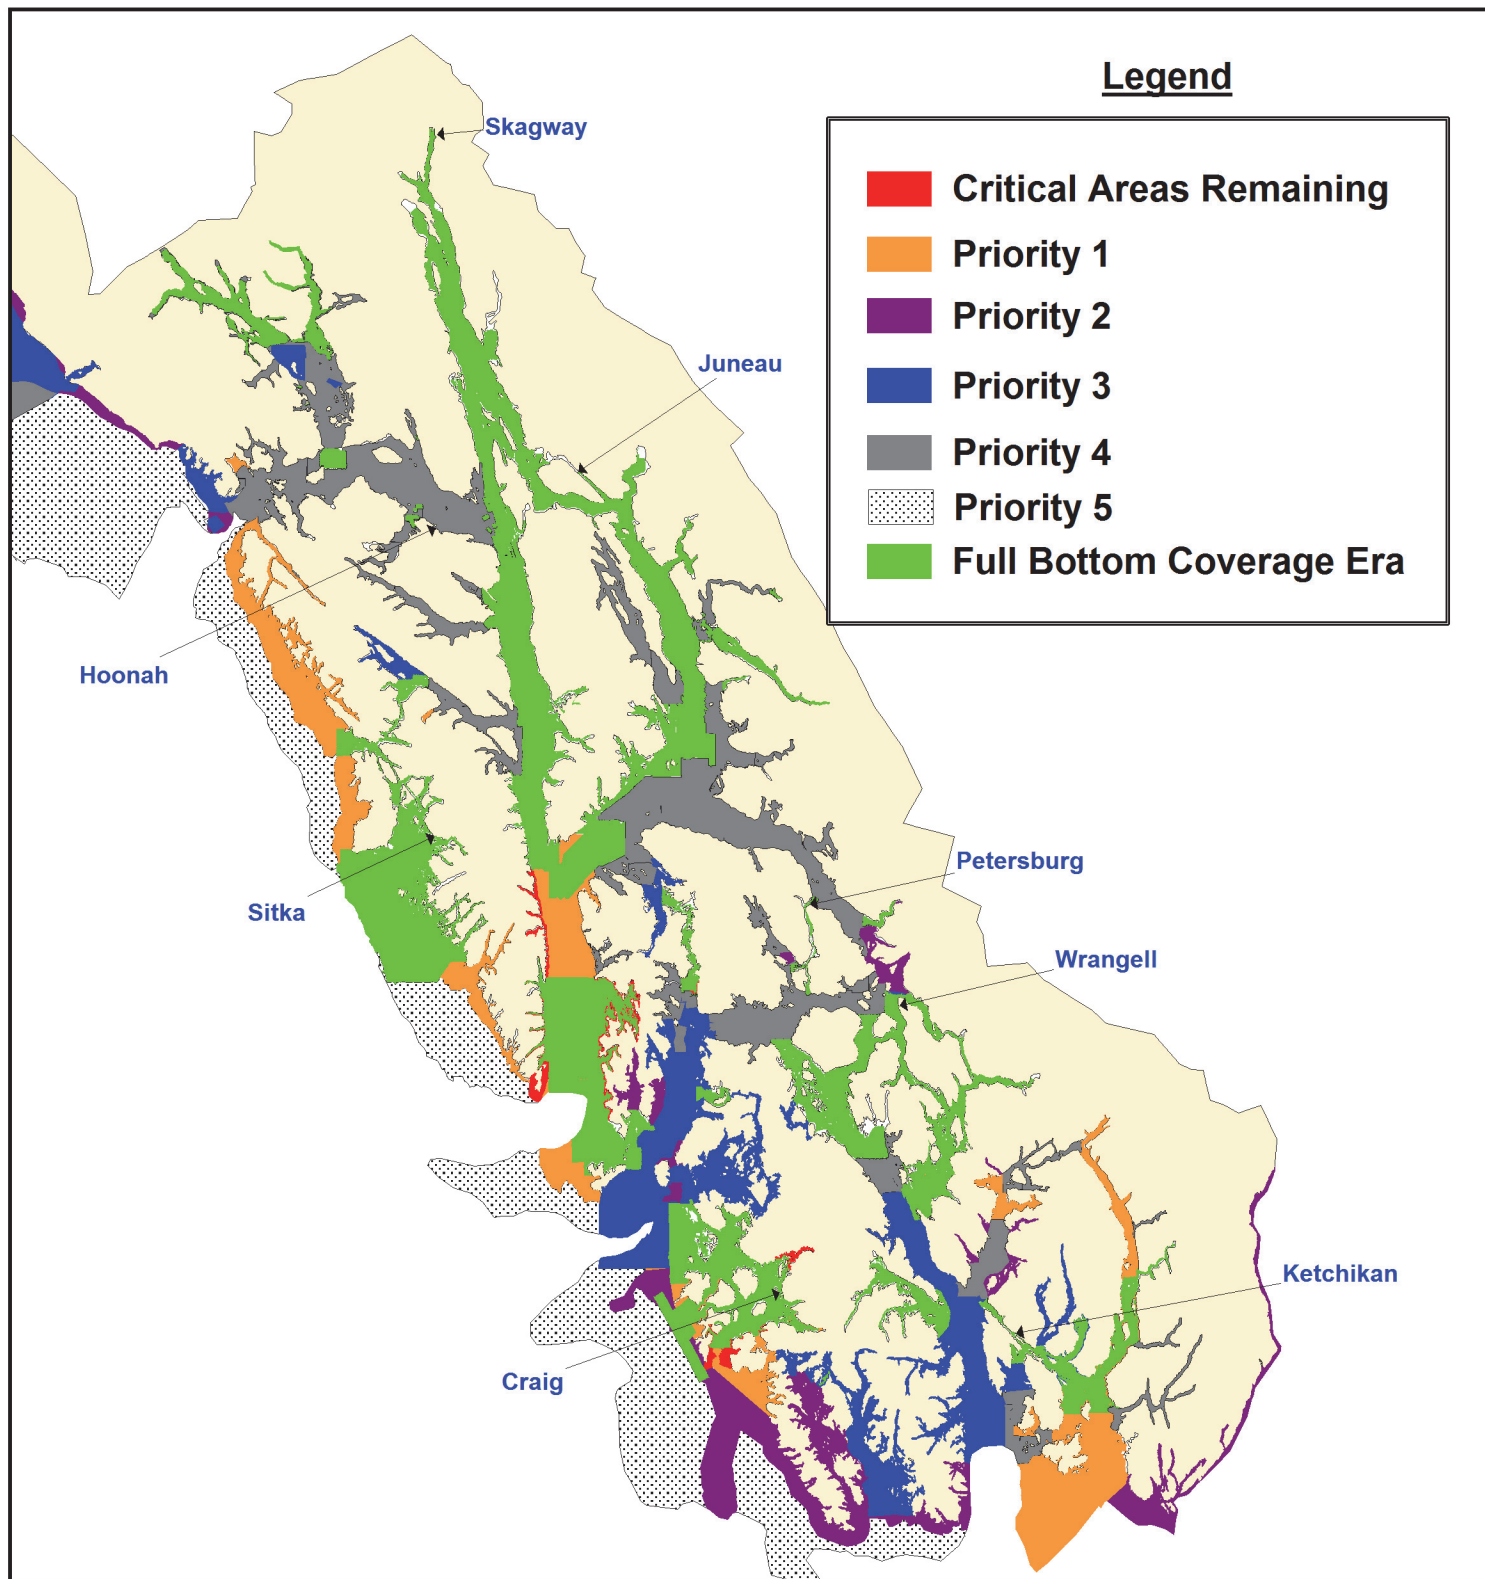 Legend
Critical Areas Remaining
Priority 1
Priority 2
Priority 3
Priority 4
Priority 5
Full Bottom Coverage Era
Skagway
Juneau
Hoonah
Petersburg
Sitka
Wrangell
Ketchikan
Craig